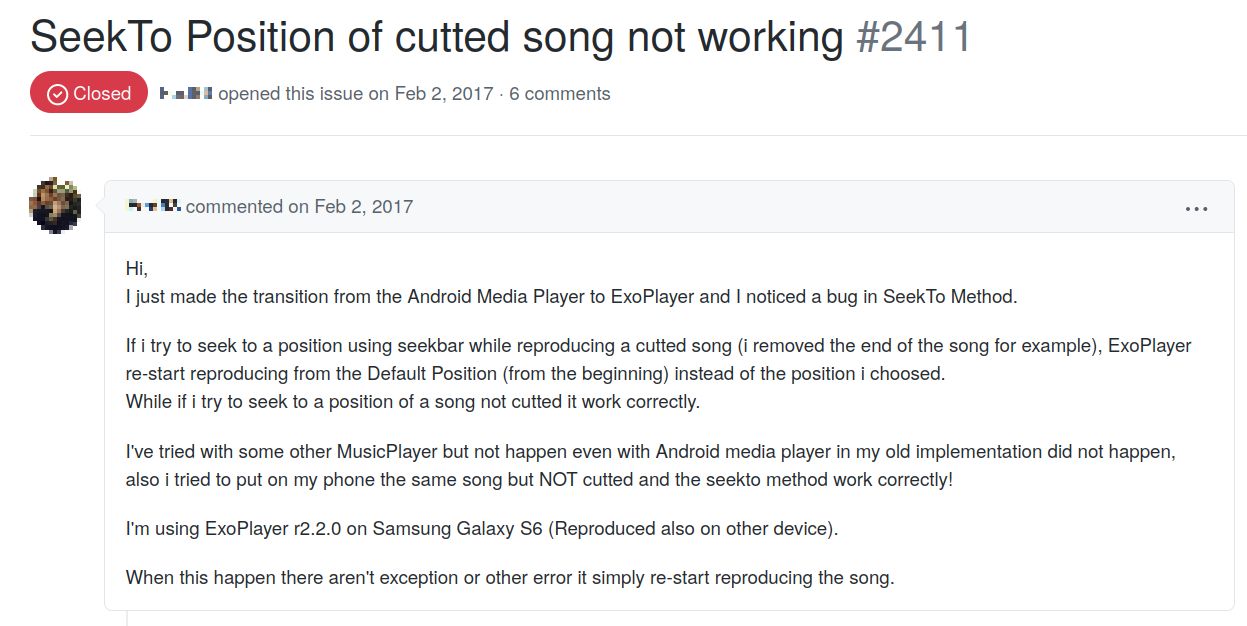 SeekTo Position of cutted song not working #2411
Closed opened this issue on Feb 2, 2017 · 6 comments
commented on Feb 2, 2017
Hi,
I just made the transition from the Android Media Player to ExoPlayer and I noticed a bug in SeekTo Method.
If i try to seek to a position using seekbar while reproducing a cutted song (i removed the end of the song for example), ExoPlayer
re-start reproducing from the Default Position (from the beginning) instead of the position i choosed.
While if i try to seek to a position of a song not cutted it work correctly.
I've tried with some other MusicPlayer but not happen even with Android media player in my old implementation did not happen,
also i tried to put on my phone the same song but NOT cutted and the seekto method work correctly!
I'm using ExoPlayer r2.2.0 on Samsung Galaxy S6 (Reproduced also on other device).
When this happen there aren't exception or other error it simply re-start reproducing the song.